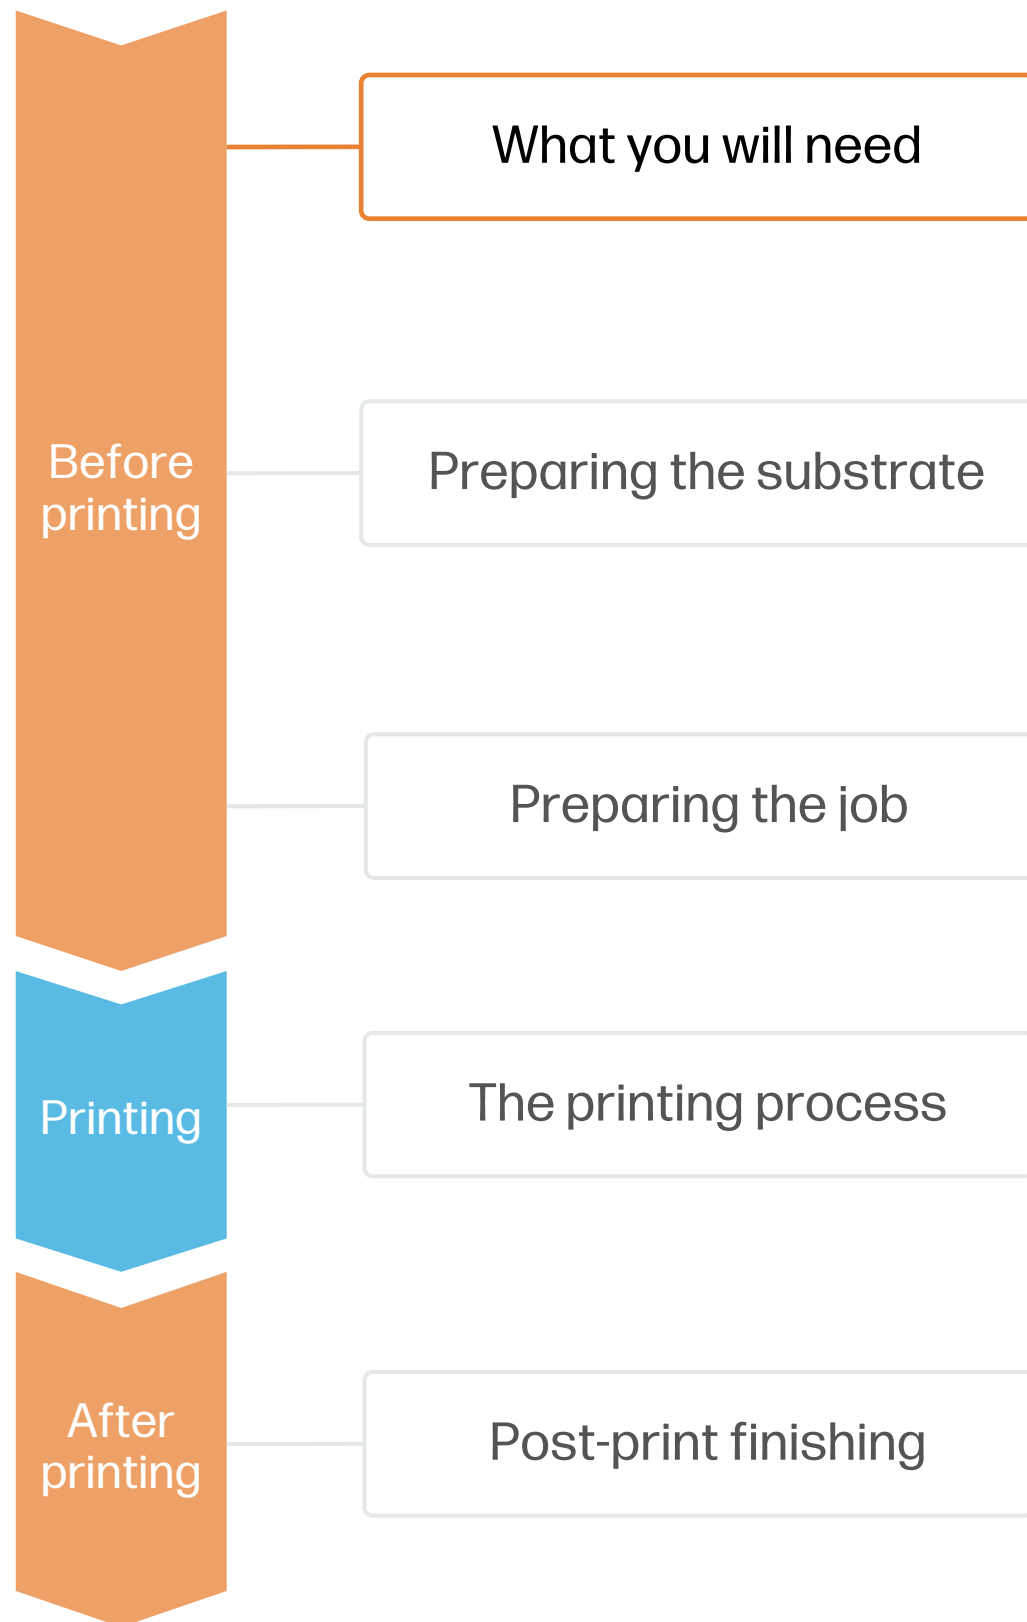 What you will need
Before
printing
Preparing the substrate
Preparing the job
Printing
The printing process
After
printing
Post-print finishing